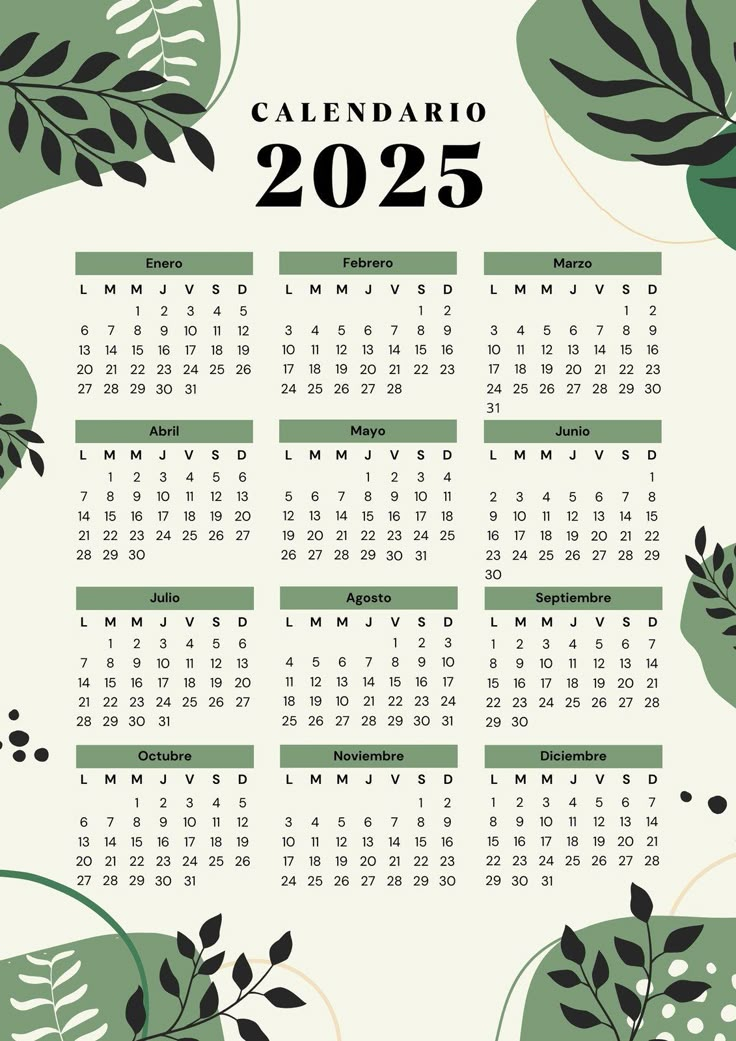 CALENDARIO
2025
Enero
L M M J V S D
1 2 3 4 5
6 7 8 9 10 11 12
13 14 15 16 17 18 19
20 21 22 23 24 25 26
27 28 29 30 31
Febrero
L M M J V S D
1 2
3 4 5 6 7 8 9
10 11 12 13 14 15 16
17 18 19 20 21 22 23
24 25 26 27 28
Marzo
L M M J V S D
1 2
3 4 5 6 7 8 9
10 11 12 13 14 15 16
17 18 19 20 21 22 23
24 25 26 27 28 29 30
31
Abril
L M M J V S D
1 2 3 4 5 6
7 8 9 10 11 12 13
14 15 16 17 18 19 20
21 22 23 24 25 26 27
28 29 30
Mayo
L M M J V S D
1 2 3 4
5 6 7 8 9 10 11
12 13 14 15 16 17 18
19 20 21 22 23 24 25
26 27 28 29 30 31
Junio
L M M J V S D
1
2 3 4 5 6 7 8
9 10 11 12 13 14 15
16 17 18 19 20 21 22
23 24 25 26 27 28 29
30
Julio
L M M J V S D
1 2 3 4 5 6
7 8 9 10 11 12 13
14 15 16 17 18 19 20
21 22 23 24 25 26 27
28 29 30 31
Agosto
L M M J V S D
1 2 3
4 5 6 7 8 9 10
11 12 13 14 15 16 17
18 19 10 21 22 23 24
25 26 27 28 29 30 31
Septiembre
L M M J V S D
1 2 3 4 5 6 7
8 9 10 11 12 13 14
15 16 17 18 19 20 21
22 23 24 25 26 27 28
29 30
Octubre
L M M J V S D
1 2 3 4 5
6 7 8 9 10 11 12
13 14 15 16 17 18 19
20 21 22 23 24 25 26
27 28 29 30 31
Noviembre
L M M J V S D
1 2
3 4 5 6 7 8 9
10 11 12 13 14 15 16
17 18 19 20 21 22 23
24 25 26 27 28 29 30
Diciembre
L M M J V S D
1 2 3 4 5 6 7
8 9 10 11 12 13 14
15 16 17 18 19 20 21
22 23 24 25 26 27 28
29 30 31